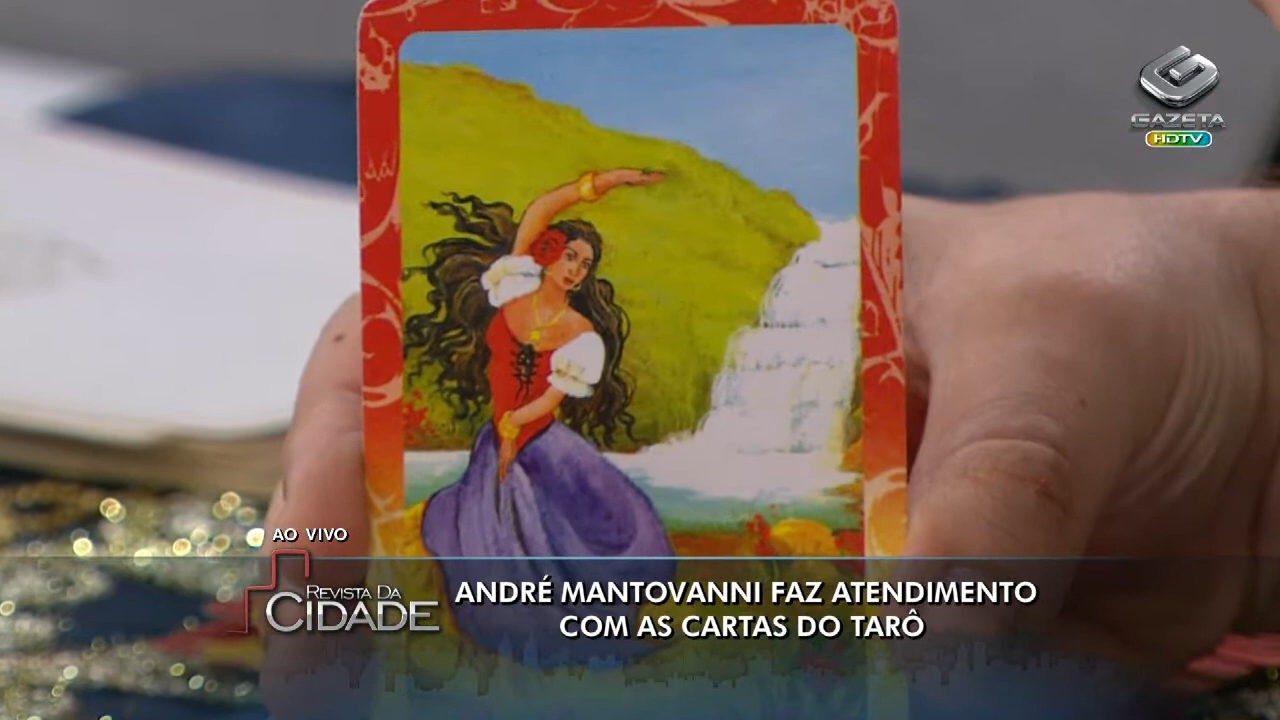 GAZETA
HDTV
AO VIVO
REVISTA DA
CIDADE
ANDRÉ MANTOVANNI FAZ ATENDIMENTO
COM AS CARTAS DO TARÔ